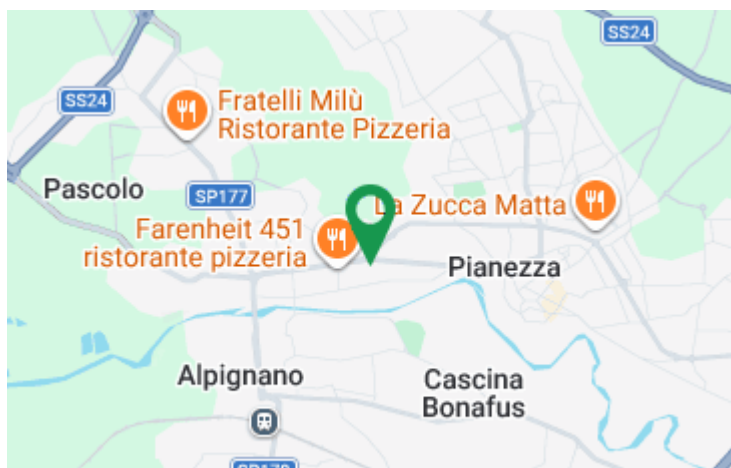 SS24
SS24
Fratelli Milù
Ristorante Pizzeria
Pascolo
SP177
La Zucca Matta
Farenheit 451
ristorante pizzeria
Pianezza
Alpignano
Cascina
Bonafus